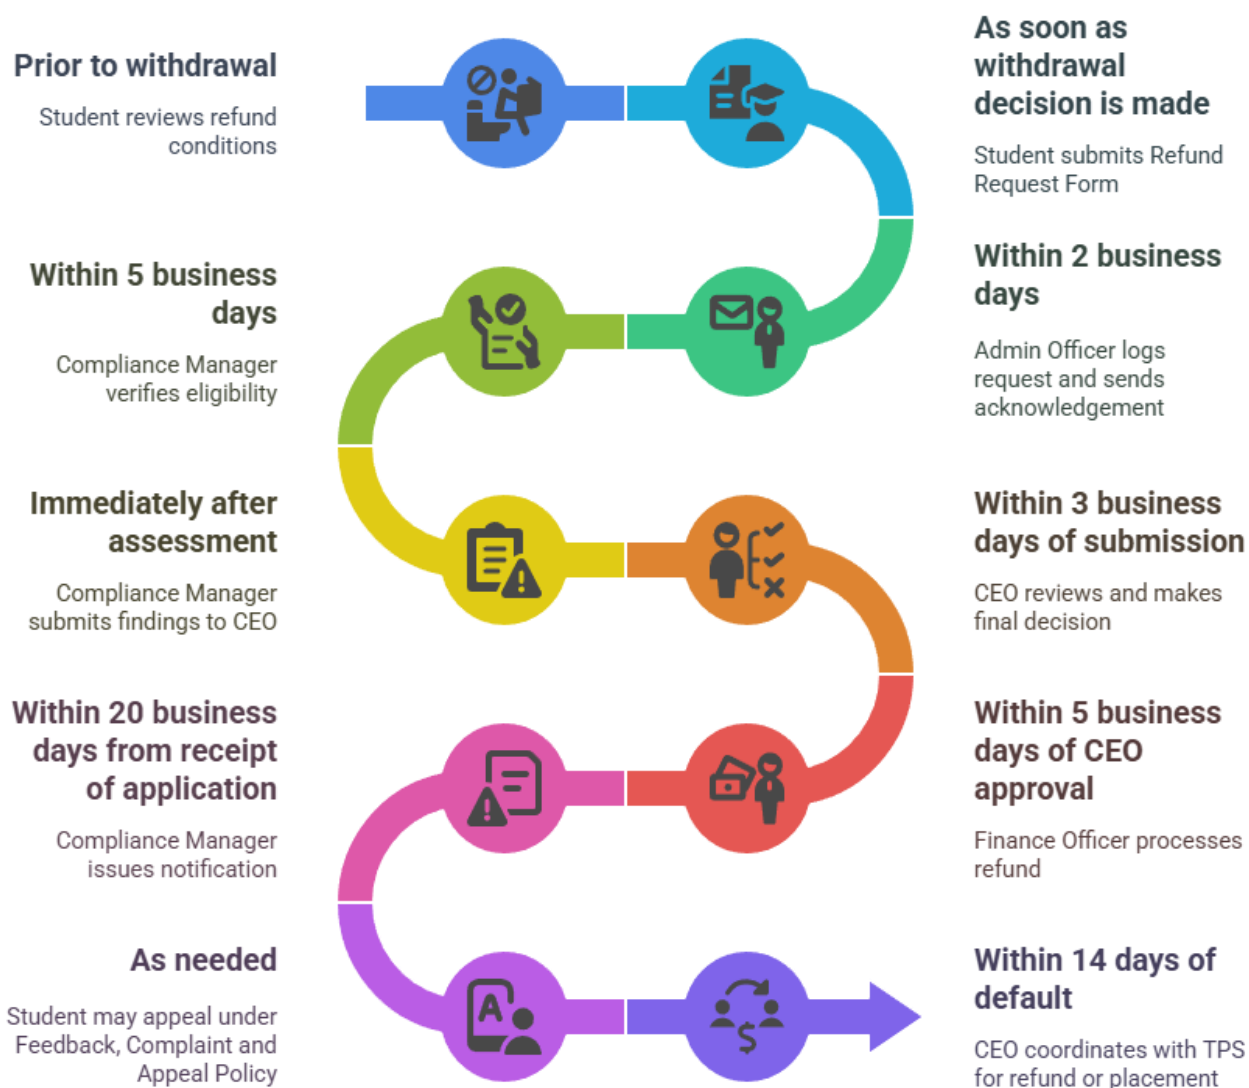 Prior to withdrawal
Student reviews refund
conditions
As soon as
withdrawal
decision is made
Student submits Refund
Request Form
Within 2 business
days
Admin Officer logs
request and sends
acknowledgement
Within 5 business
days
Compliance Manager
verifies eligibility
Immediately after
assessment
Compliance Manager
submits findings to CEO
Within 3 business
days of submission
CEO reviews and makes
final decision
Within 5 business
days of CEO
approval
Finance Officer processes
refund
Within 20 business
days from receipt
of application
Compliance Manager
issues notification
As needed
Student may appeal under
Feedback, Complaint and
Appeal Policy
A
Within 14 days of
default
CEO coordinates with TPS
for refund or placement
$